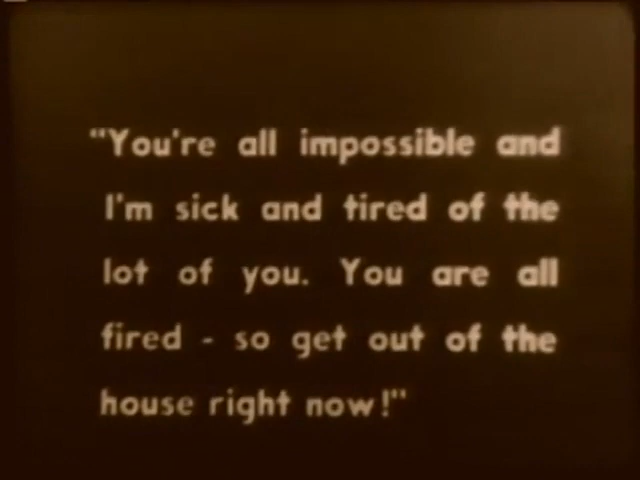 "You're all impossible and
I'm sick and tired of the
lot of you. You are all
fired - so get out of the
house right now!"